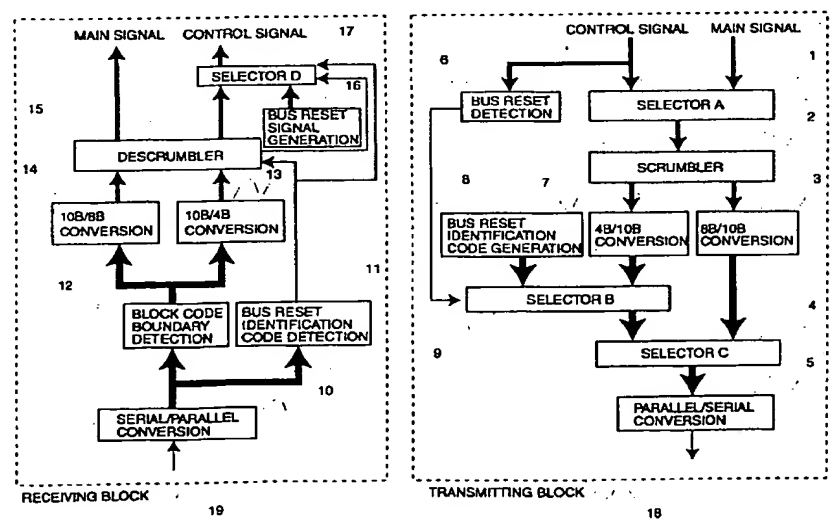 MAIN SIGNAL
CONTROL SIGNAL
17
SELECTOR D
16
15
BUS RESET
SIGNAL
GENERATION
14
DESCRUMBLER
13
10B/8B
CONVERSION
10B/4B
CONVERSION
12
11
BLOCK CODE
BOUNDARY
DETECTION
BUS RESET
IDENTIFICATION
CODE DETECTION
10
SERIAL/PARALLEL
CONVERSION
RECEIVING BLOCK
19
CONTROL SIGNAL
MAIN SIGNAL
6
1
BUS RESET
DETECTION
SELECTOR A
2
SCRUMBLER
8
7
3
BUS RESET
IDENTIFICATION
CODE GENERATION
4B/10B
CONVERSION
8B/10B
CONVERSION
SELECTOR B
4
9
SELECTOR C
5
PARALLEL/SERIAL
CONVERSION
TRANSMITTING BLOCK
18